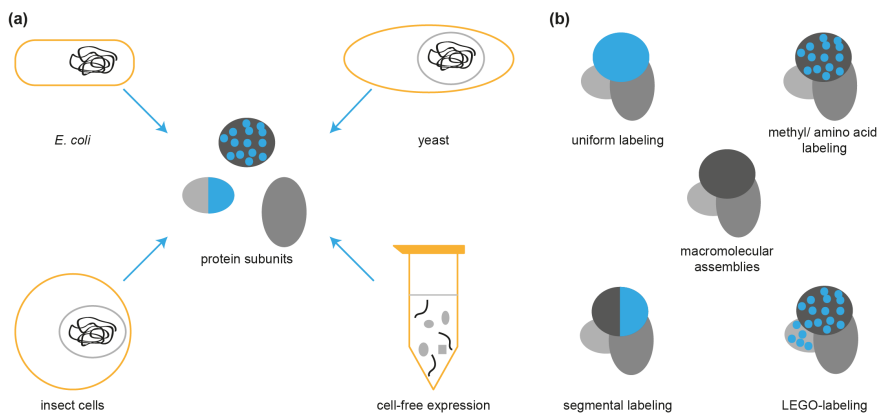 (a)
E. coli
yeast
protein subunits
insect cells
cell-free expression
(b)
uniform labeling
methyl/ amino acid
labeling
macromolecular
assemblies
segmental labeling
LEGO-labeling